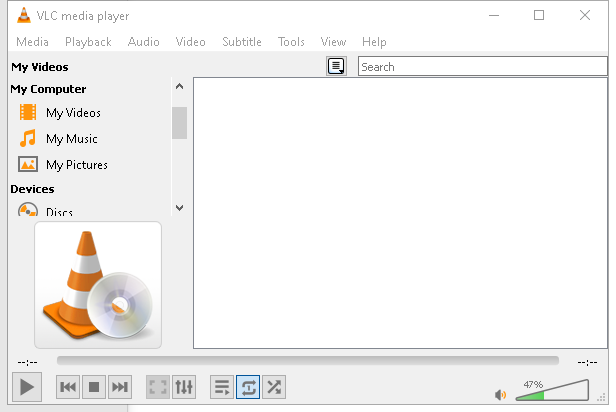 VLC media player
Media Playback Audio Video Subtitle Tools View Help
My Videos
Search
My Computer
My Videos
My Music
My Pictures
Devices
Discs
--:-- --:--
47%